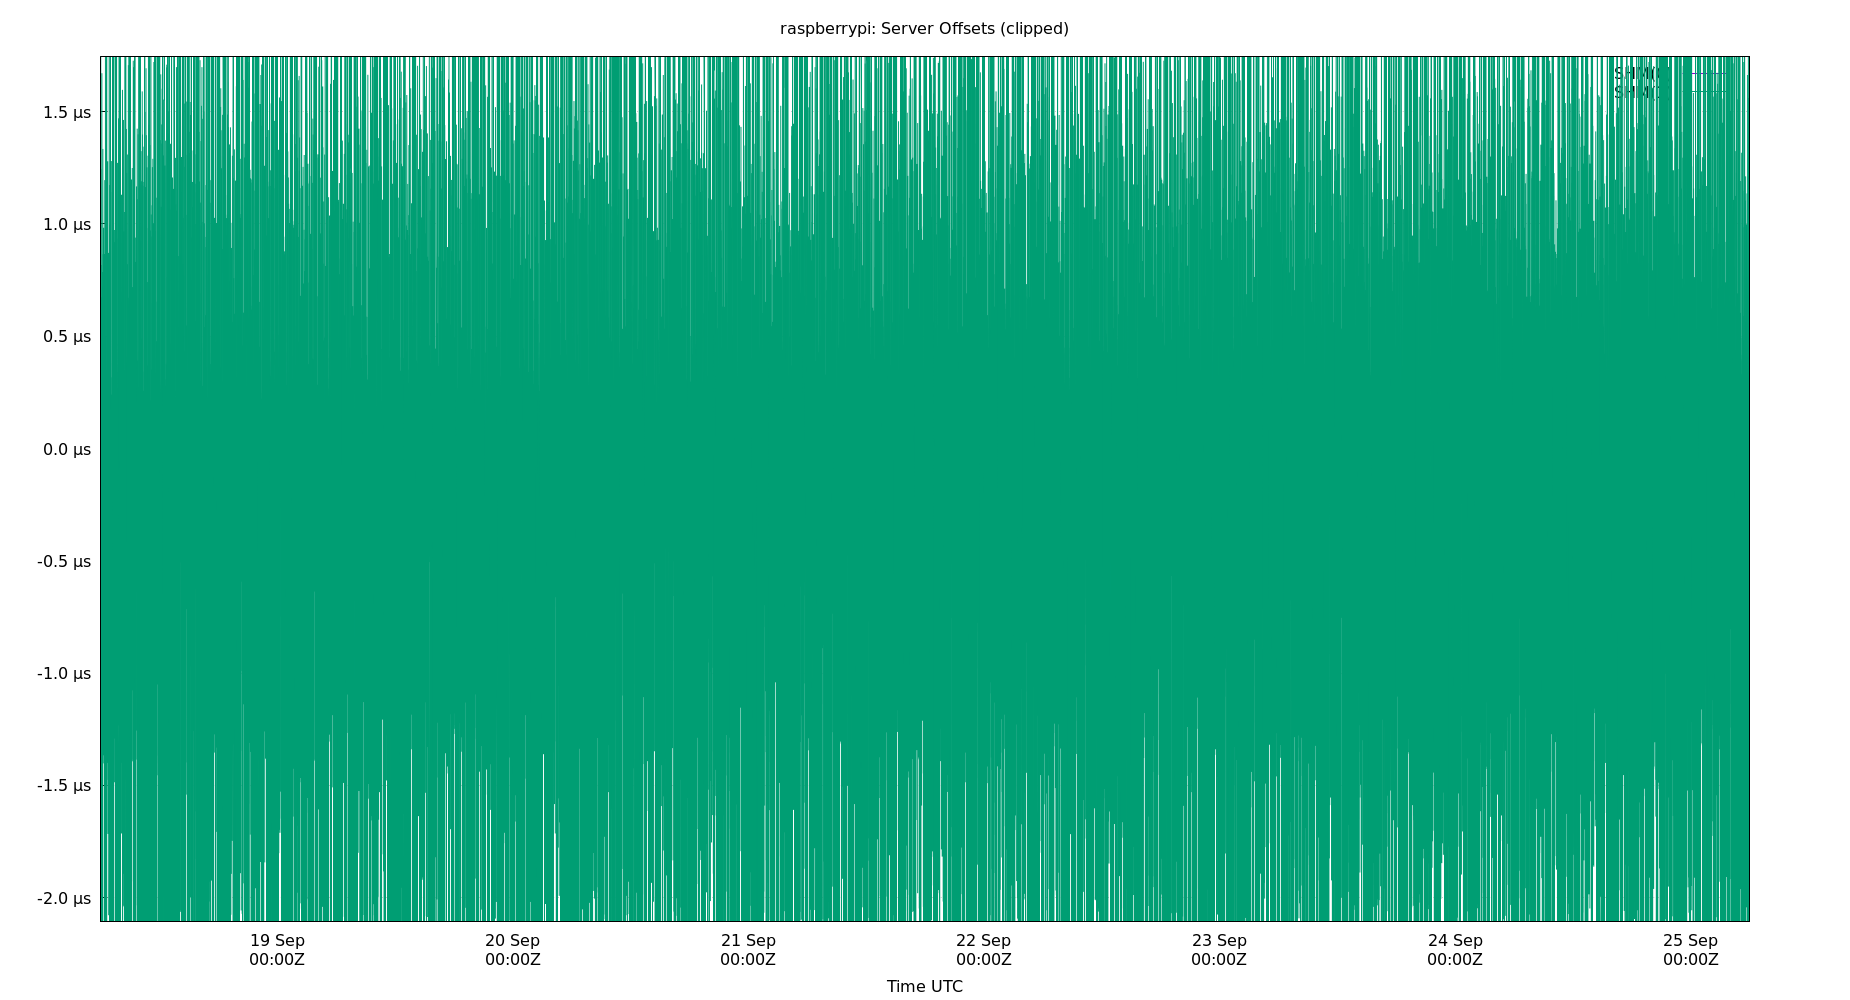 raspberrypi: Server Offsets (clipped)
1.5 µs
1.0 µs
0.5 µs
0.0 µs
-0.5 µs
-1.0 µs
-1.5 µs
-2.0 µs
19 Sep
00:00Z
20 Sep
00:00Z
21 Sep
00:00Z
22 Sep
00:00Z
23 Sep
00:00Z
24 Sep
00:00Z
25 Sep
00:00Z
Time UTC